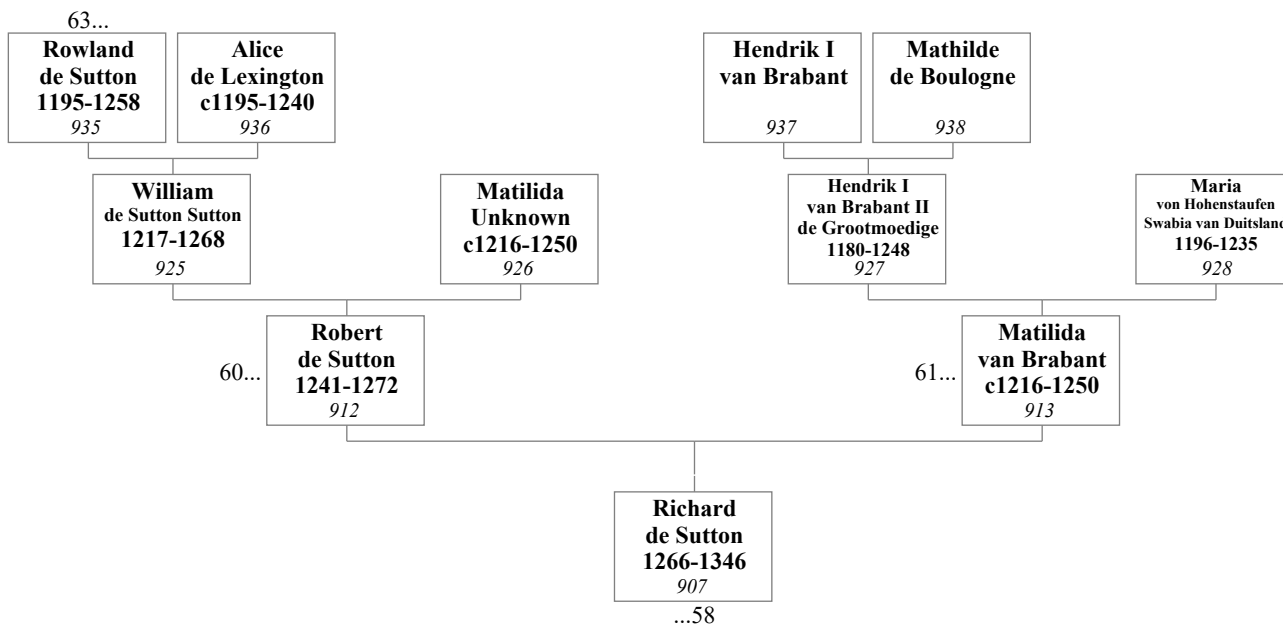 63...
Rowland
de Sutton
1195-1258
935
Alice
de Lexington
c1195-1240
936
Hendrik I
van Brabant
937
Mathilde
de Boulogne
938
William
de Sutton Sutton
1217-1268
925
Matilida
Unknown
c1216-1250
926
Hendrik I
van Brabant II
de Grootmoedige
1180-1248
927
Maria
von Hohenstaufen
Swabia van Duitsland
1196-1235
928
60...
Robert
de Sutton
1241-1272
912
61...
Matilida
van Brabant
c1216-1250
913
Richard
de Sutton
1266-1346
907
...58